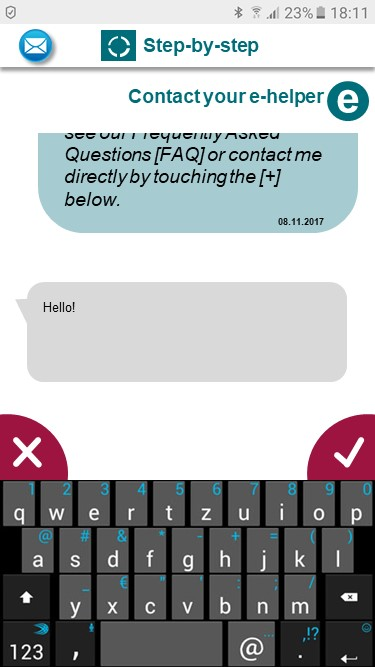 23% 18:11
Step-by-step
Contact your e-helper e
see our Frequently Asked
Questions [FAQ] or contact me
directly by touching the [+]
below.
08.11.2017
Hello!
1 2 3 4 5 6 7 8 9 0
q w e r t z u i o p
@ # & * - + = ( )
a s d f g h j k l
_ € " ' : ; /
y x c v b n m
... ,!?
123 , @ .